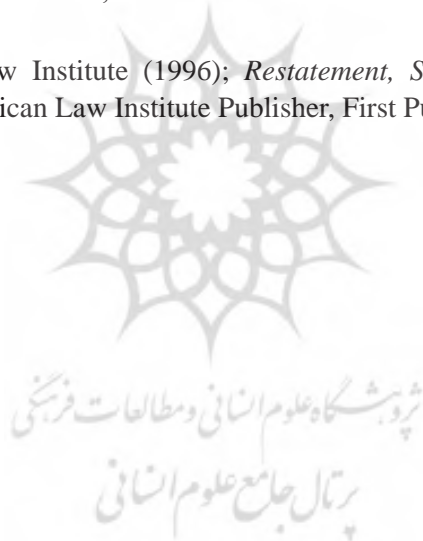 w Institute (1996); Restatement, S
ican Law Institute Publisher, First Pu
پژوهشگاه علوم انسانی و مطالعات فرهنگی
پرتال جامع علوم انسانی